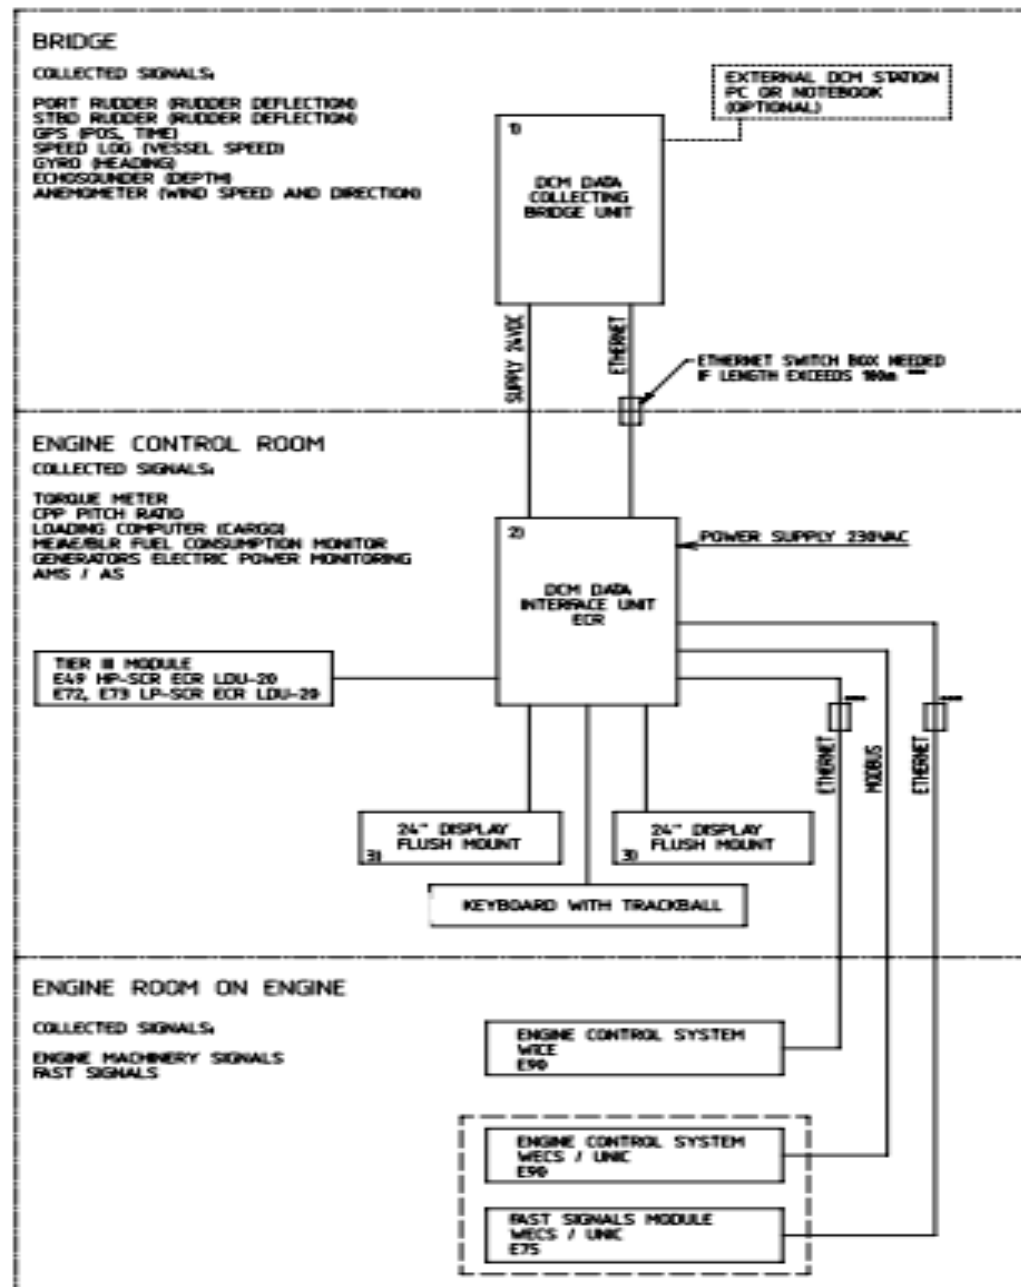 BRIDGE
COLLECTED SIGNALS:
PORT RUDDER (RUDDER DEFLECTION)
STBD RUDDER (RUDDER DEFLECTION)
GPS (POS, TIME)
SPEED LOG (VESSEL SPEED)
GYRO (HEADING)
ECHOSOUNDER (DEPTH)
ANEMOMETER (WIND SPEED AND DIRECTION)
EXTERNAL DCM STATION
PC OR NOTEBOOK
(OPTIONAL)
1)
DCM DATA
COLLECTING
BRIDGE UNIT
SUPPLY 24VDC
ETHERNET
ETHERNET SWITCH BOX NEEDED
IF LENGTH EXCEEDS 100m ***
ENGINE CONTROL ROOM
COLLECTED SIGNALS:
TORQUE METER
CPP PITCH RATIO
LOADING COMPUTER (CARGO)
ME/AE/BLR FUEL CONSUMPTION MONITOR
GENERATORS ELECTRIC POWER MONITORING
AMS / AS
2)
DCM DATA
INTERFACE UNIT
ECR
POWER SUPPLY 230VAC
TIER III MODULE
E49 HP-SCR ECR LDU-20
E72, E73 LP-SCR ECR LDU-20
***
***
ETHERNET
MODBUS
ETHERNET
24" DISPLAY
FLUSH MOUNT
3)
24" DISPLAY
FLUSH MOUNT
3)
KEYBOARD WITH TRACKBALL
ENGINE ROOM ON ENGINE
COLLECTED SIGNALS:
ENGINE MACHINERY SIGNALS
FAST SIGNALS
ENGINE CONTROL SYSTEM
WICE
E90
ENGINE CONTROL SYSTEM
WECS / UNIC
E90
FAST SIGNALS MODULE
WECS / UNIC
E75